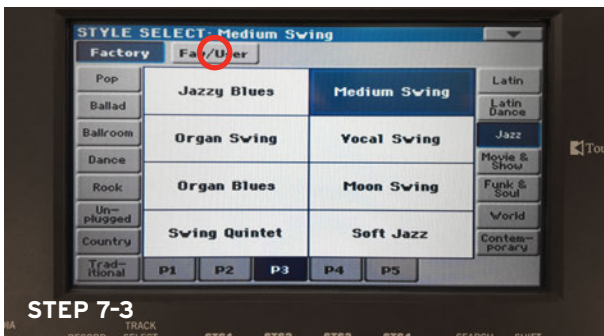 STYLE SELECT: Medium Swing
Factory Fav/User
Pop
Ballad
Ballroom
Dance
Rook
Un-
plugged
Country
Trad-
itional
Jazzy Blues Medium Swing
Organ Swing Vocal Swing
Organ Blues Moon Swing
Swing Quintet Soft Jazz
P1 P2 P3 P4 P5
Latin
Latin
Dance
Jazz
Movie &
Show
Funk &
Soul
World
Contem-
porary
Tou
STEP 7-3
TRACK